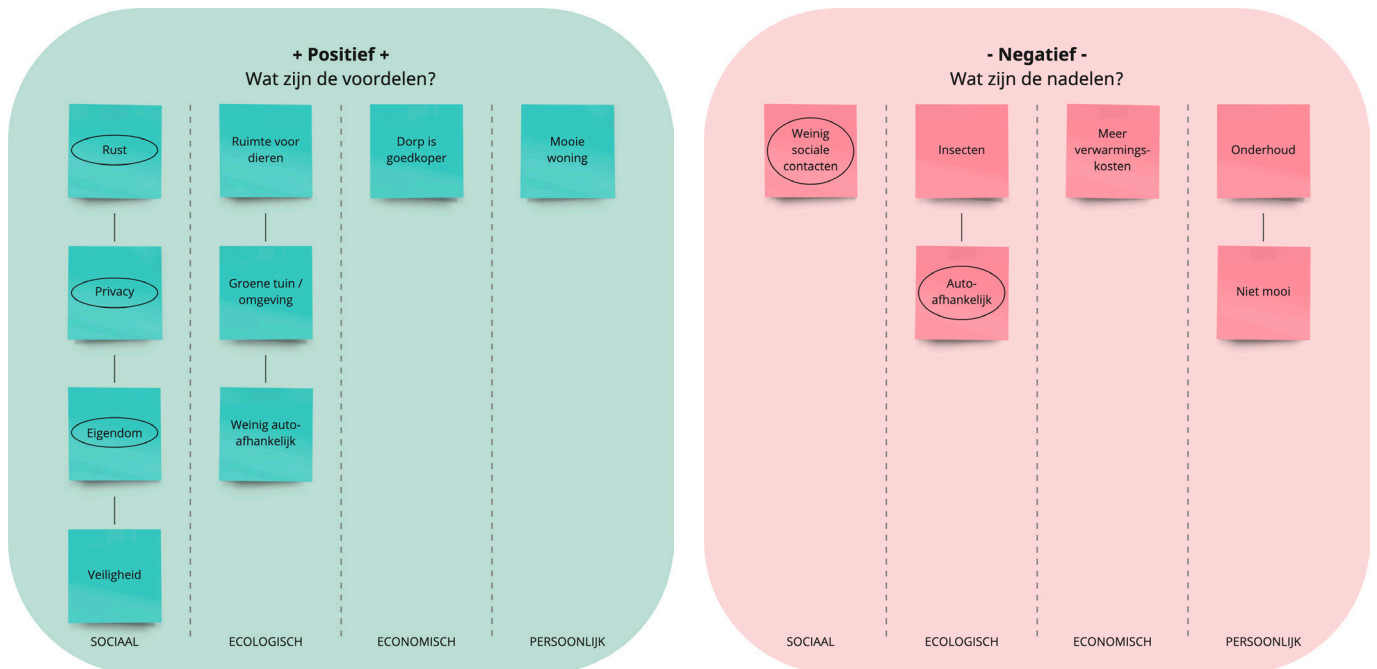 + Positief +
Wat zijn de voordelen?
Rust
Ruimte voor
dieren
Dorp is
goedkoper
Mooie
woning
Privacy
Groene tuin /
omgeving
Eigendom
Weinig auto-
afhankelijk
Veiligheid
SOCIAAL
ECOLOGISCH
ECONOMISCH
PERSOONLIJK
- Negatief -
Wat zijn de nadelen?
Weinig
sociale
contacten
Insecten
Meer
verwarmings-
kosten
Onderhoud
Auto-
afhankelijk
Niet mooi
SOCIAAL
ECOLOGISCH
ECONOMISCH
PERSOONLIJK